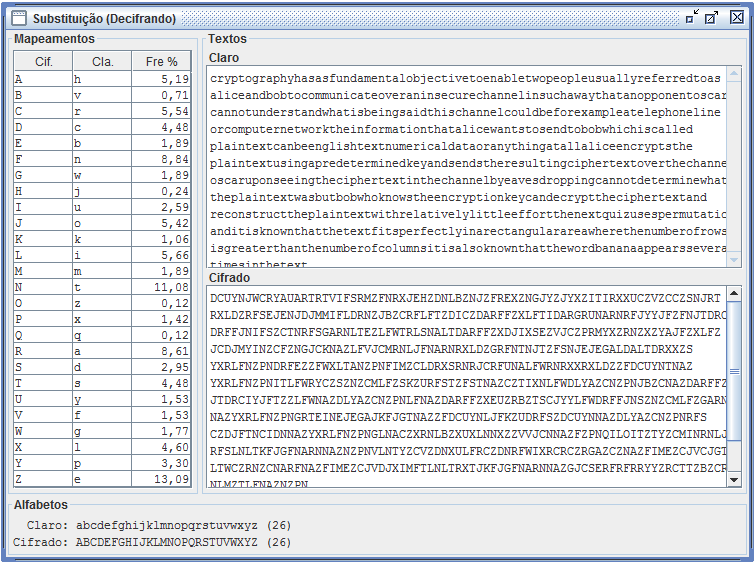 Substituição (Decifrando)
Mapeamentos
Cif. Cla. Fre %
A h 5,19
B v 0,71
C r 5,54
D c 4,48
E b 1,89
F n 8,84
G w 1,89
H j 0,24
I u 2,59
J o 5,42
K k 1,06
L i 5,66
M m 1,89
N t 11,08
O z 0,12
P x 1,42
Q q 0,12
R a 8,61
S d 2,95
T s 4,48
U y 1,53
V f 1,53
W g 1,77
X l 4,60
Y p 3,30
Z e 13,09
Textos
Claro
cryptographyhasasfundamentalobjectivetoenabletwopeopleusuallyreferredtoas
aliceandbobtocommunicateoveraninsecurechannelinsuchawaythatanopponentoscar
cannotunderstandwhatisbeingsaidthischannelcouldbeforexampleatelephoneline
orcomputernetworktheinformationthatalicewantstosendtobobwhichiscalled
plaintextcanbeenglishtextnumericaldataoranythingatallaliceencryptsthe
plaintextusingapredeterminedkeyandsendstheresultingciphertextoverthechanne
oscaruponseeingtheciphertextinthechannelbyeavesdroppingcannotdeterminewhat
theplaintextwasbutbobwhoknowstheencryptionkeycandecrypttheciphertextand
reconstructtheplaintextwithrelativelylittleeffortthenextquizusespermutatic
anditisknownthatthetextfitsperfectlyinarectangularareawherethenumberofrows
isgreaterthanthenumberofcolumnsitisalsoknownthatthewordbananaappearssevera
timesinthetext
Cifrado
DCUYNJWCRYAUARTRTVIFSRMZFNRXJEHZDNLBZNJZFREXZNGJYZJYXZITIRXXUCZVZCCZSNJRT
RXLDZRFSEJENJDJMMIFLDRNZJBZCRFLFTZDICZDARFFZXLFTIDARGRUNARNRFJYYJFZFNJTDRC
DRFFJNIFSZCTNRFSGARNLTEZLFWTRLSNALTDARFFZXDJIXSEZVJCZPRMYXZRNZXZYAJFZXLFZ
JCDJMYINZCFZNGJCKNAZLFVJCMRNLJFNARNRXLDZGRFNTNJTZFSNJEJEGALDALTDRXXZS
YXRLFNZPNDRFEZZFWXLTANZPNFIMZCLDRXSRNRJCRFUNALFWRNRXXRXLDZZFDCUYNTNAZ
YXRLFNZPNITLFWRYCZSZNZCMLFZSKZURFSTZFSTNAZCZTIXNLFWDLYAZCNZPNJBZCNAZDARFFZ
JTDRCIYJFTZZLFWNAZDLYAZCNZPNLFNAZDARFFZXEUZRBZTSCJYYLFWDRFFJNSZNZCMLFZGARN
NAZYXRLFNZPNGRTEINEJEGAJKFJGTNAZZFDCUYNLJFKZUDRFSZDCUYNNAZDLYAZCNZPNRFS
CZDJFTNCIDNNAZYXRLFNZPNGLNACZXRNLBZXUXLNNXZZVVJCNNAZFZPNQILOITZTYZCMINRNLJ
RFSLNLTKFJGFNARNNAZNZPNVLNTYZCVZDNXULFRCZDNRFWIXRCRCZRGAZCZNAZFIMEZCJVCJGT
LTWCZRNZCNARFNAZFIMEZCJVDJXIMFTLNLTRXTJKFJGFNARNNAZGJCSERFRFRRYYZRCTTZBZCR
NLMZTLFNAZNZPN
Alfabetos
Claro: abcdefghijklmnopqrstuvwxyz (26)
Cifrado: ABCDEFGHIJKLMNOPQRSTUVWXYZ (26)